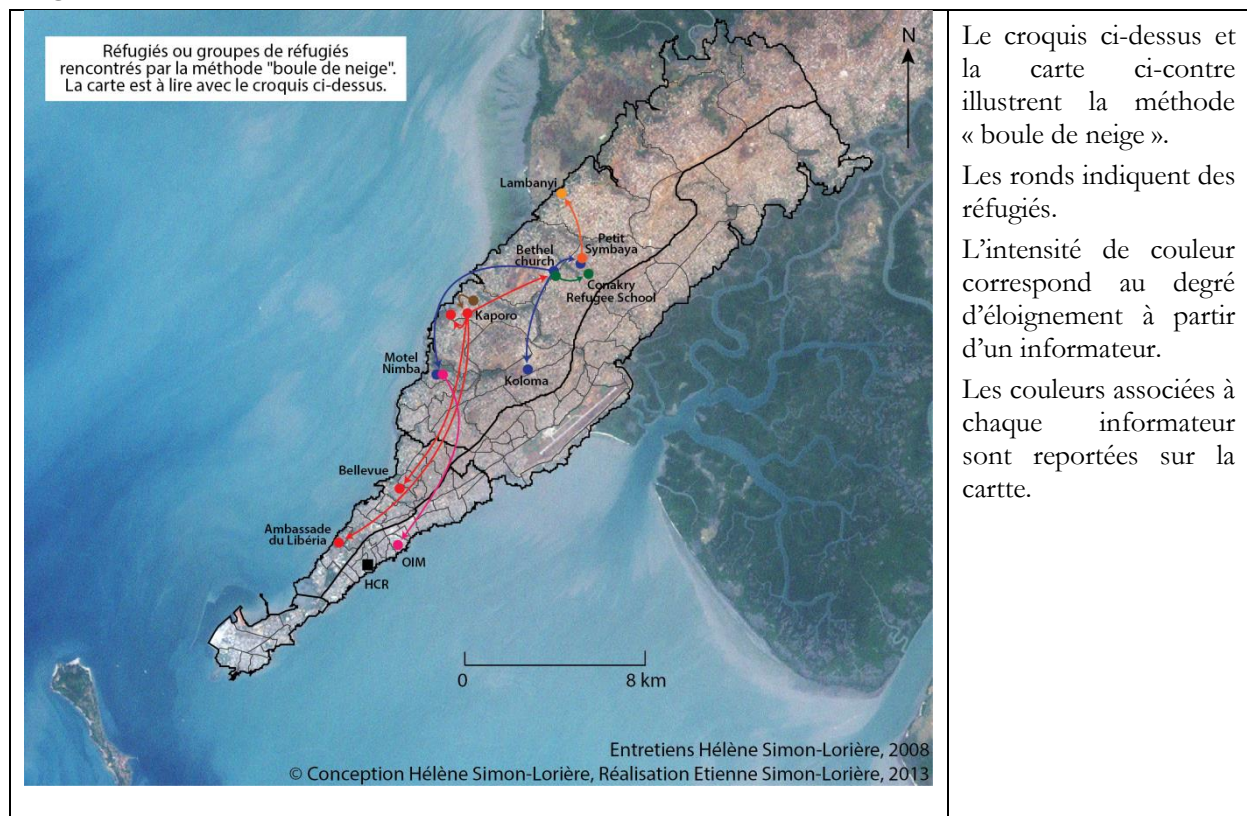 Réfugiés ou groupes de réfugiés
rencontrés par la méthode "boule de neige".
La carte est à lire avec le croquis ci-dessus.
N
Lambanyi
Petit
Symbaya
Bethel
church
Conakry
Refugee School
Kaporo
Motel
Nimba
Koloma
Bellevue
Ambassade
du Libéria
OIM
HCR
0 8 km
Entretiens Hélène Simon-Lorière, 2008
© Conception Hélène Simon-Lorière, Réalisation Etienne Simon-Lorière, 2013
Le croquis ci-dessus et
la carte ci-contre
illustrent la méthode
« boule de neige ».
Les ronds indiquent des
réfugiés.
L'intensité de couleur
correspond au degré
d'éloignement à partir
d'un informateur.
Les couleurs associées à
chaque informateur
sont reportées sur la
cartte.